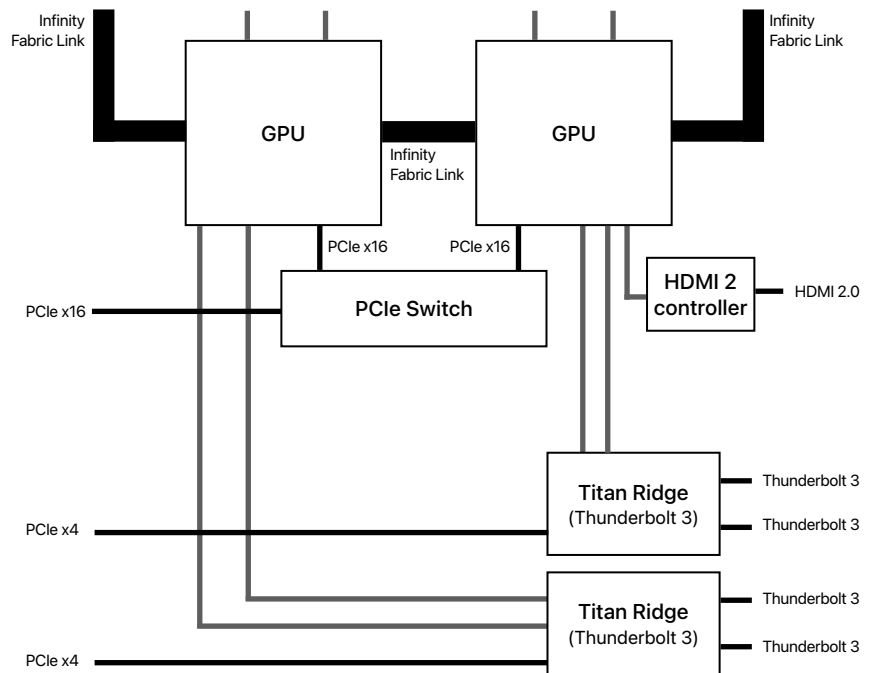 Infinity
Fabric Link
Infinity
Fabric Link
GPU
GPU
Infinity
Fabric Link
PCIe x16
PCIe x16
HDMI 2
controller
HDMI 2.0
PCIe x16
PCIe Switch
Titan Ridge
(Thunderbolt 3)
Thunderbolt 3
Thunderbolt 3
PCIe x4
Titan Ridge
(Thunderbolt 3)
Thunderbolt 3
Thunderbolt 3
PCIe x4